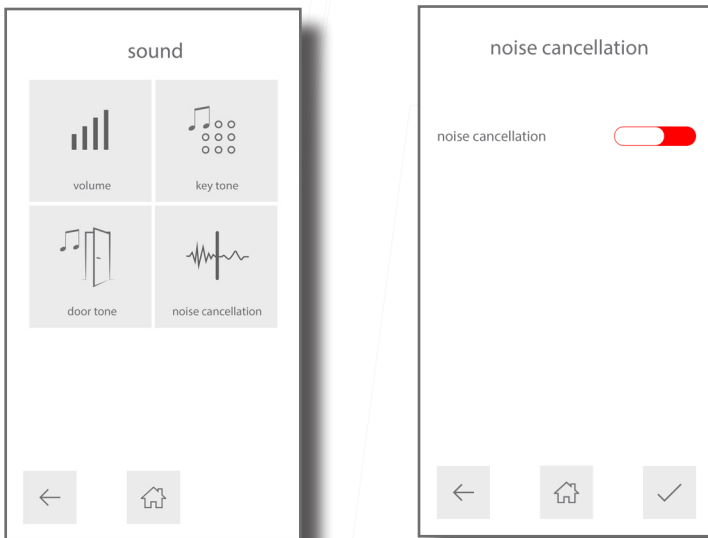 sound
volume
key tone
door tone
noise cancellation
noise cancellation
noise cancellation